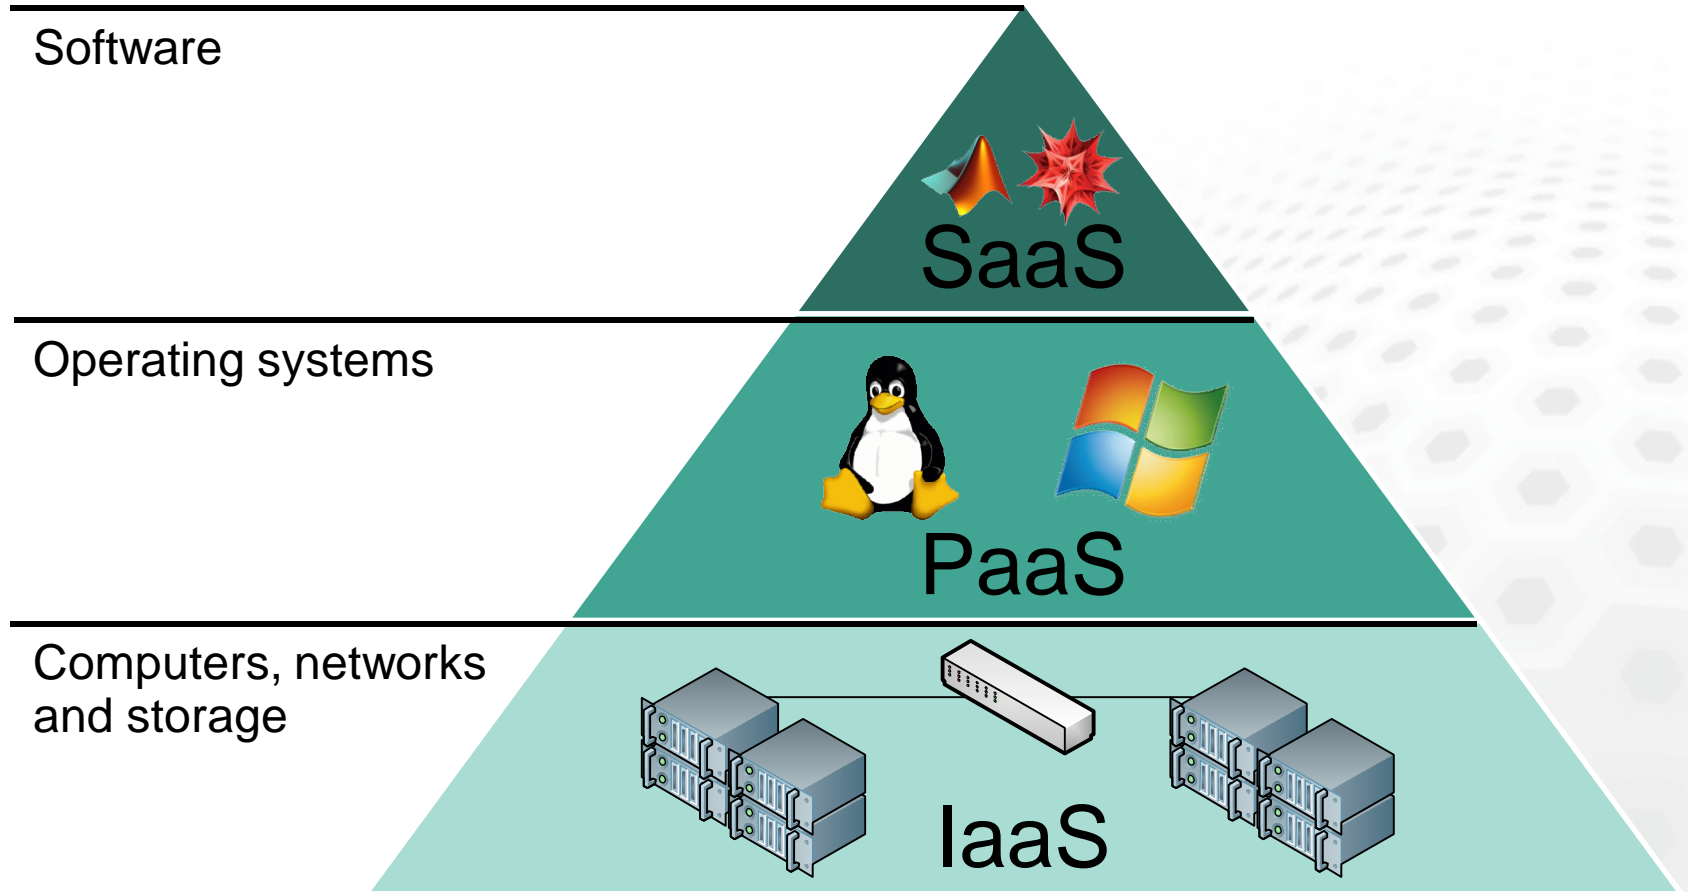 Software
SaaS
Operating systems
PaaS
Computers, networks
and storage
IaaS